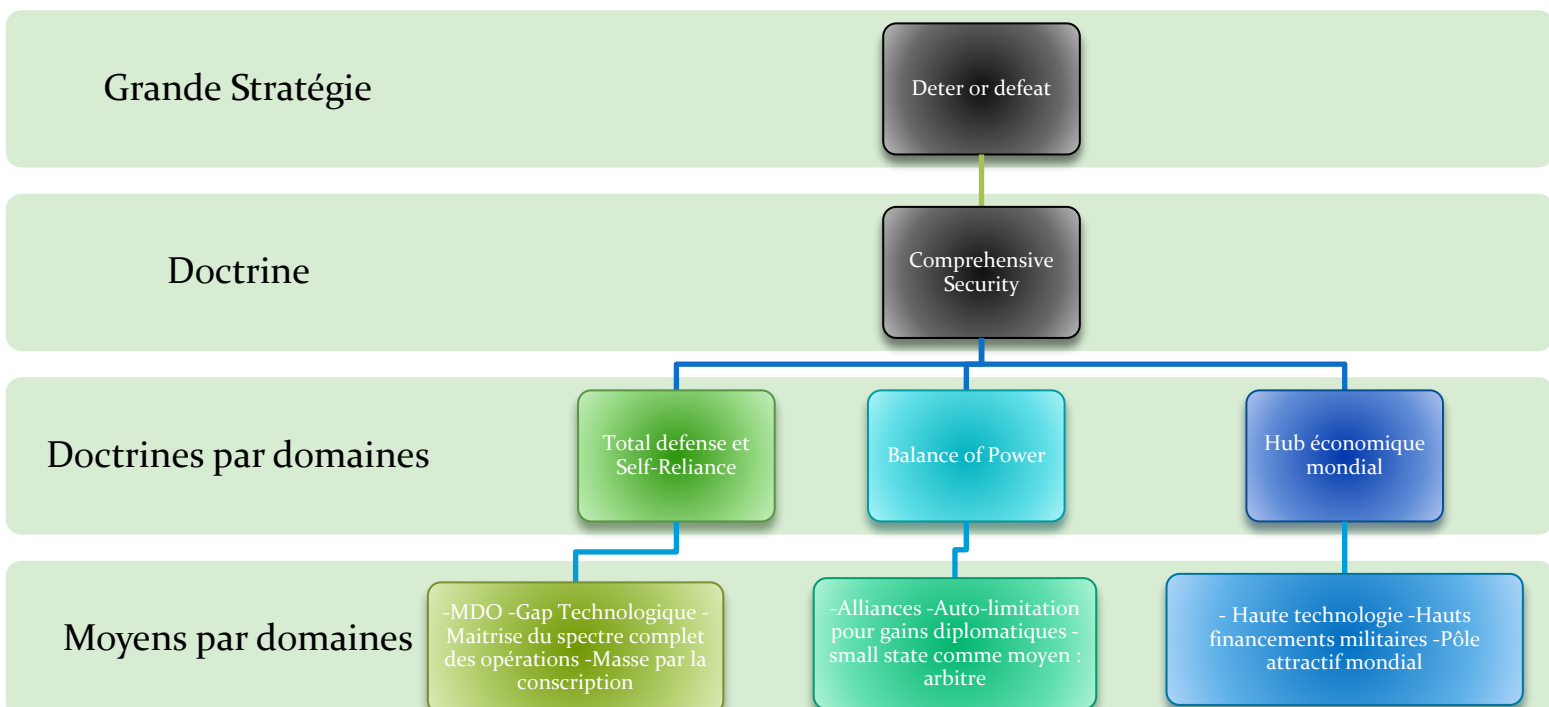 Grande Stratégie
Deter or defeat
Doctrine
Comprehensive
Security
Doctrines par domaines
Total defense et
Self-Reliance
Balance of Power
Hub économique
mondial
Moyens par domaines
-MDO -Gap Technologique -
Maitrise du spectre complet
des opérations -Masse par la
conscription
-Alliances -Auto-limitation
pour gains diplomatiques -
small state comme moyen :
arbitre
- Haute technologie -Hauts
financements militaires -Pôle
attractif mondial